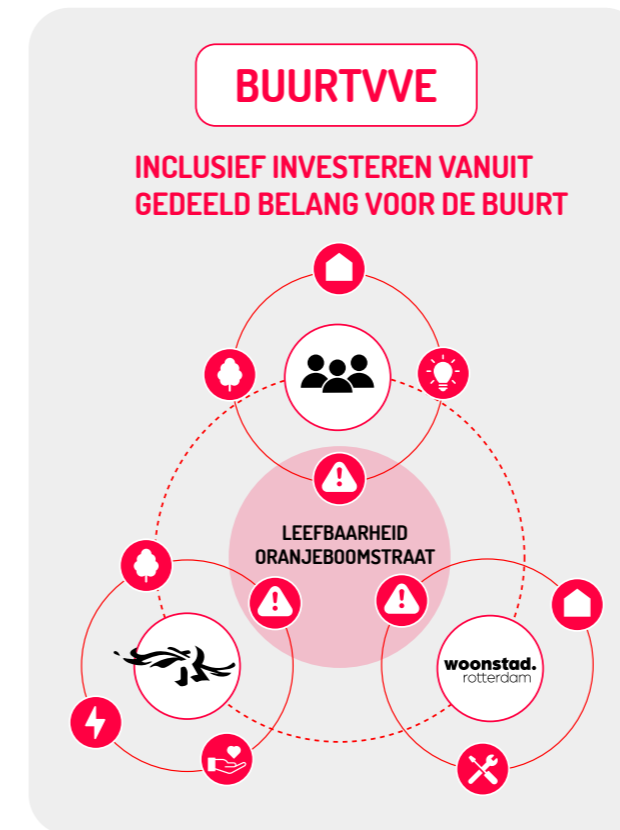 BUURTVVE
INCLUSIEF INVESTEREN VANUIT
GEDEELD BELANG VOOR DE BUURT
LEEFBAARHEID
ORANJEBOOMSTRAAT
woonstad.
rotterdam